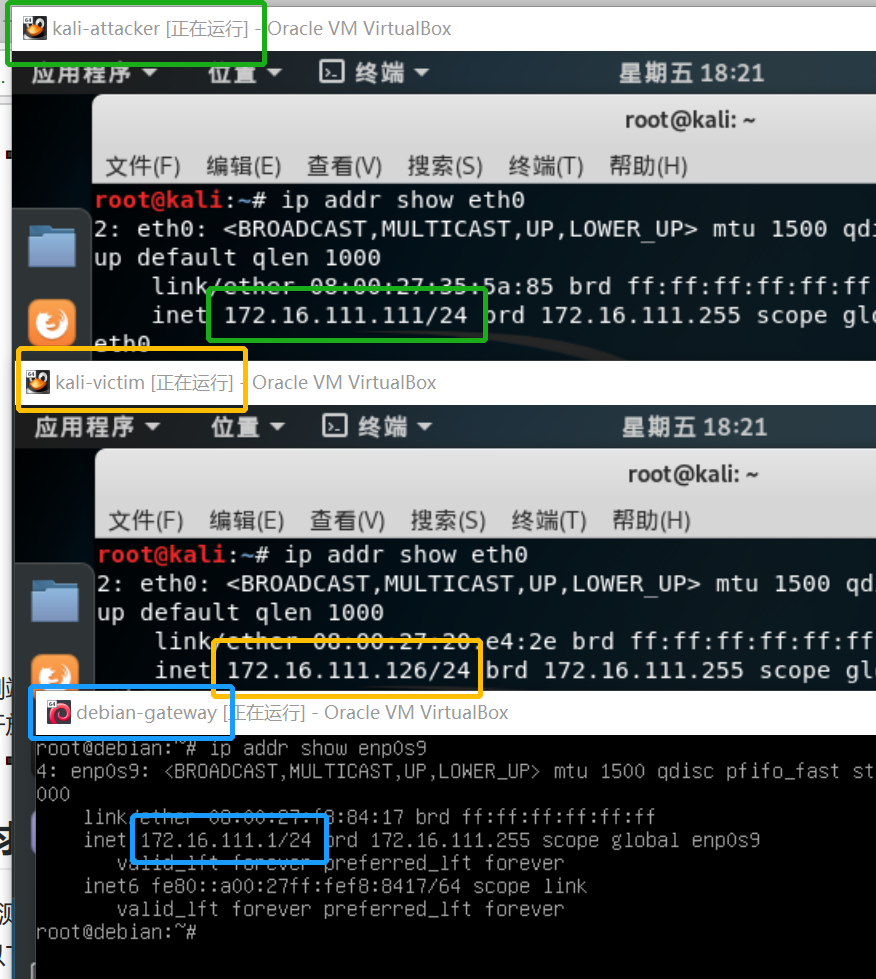 kali-attacker [正在运行] - Oracle VM VirtualBox
应用程序 位置 终端 星期五 18:21
root@kali: ~
文件(F) 编辑(E) 查看(V) 搜索(S) 终端(T) 帮助(H)
root@kali:~# ip addr show eth0
2: eth0: <BROADCAST,MULTICAST,UP,LOWER_UP> mtu 1500 qdi
up default qlen 1000
link/ether 08:00:27:35:5a:85 brd ff:ff:ff:ff:ff:ff
inet 172.16.111.111/24 brd 172.16.111.255 scope glo
eth0
kali-victim [正在运行] - Oracle VM VirtualBox
应用程序 位置 终端 星期五 18:21
root@kali: ~
文件(F) 编辑(E) 查看(V) 搜索(S) 终端(T) 帮助(H)
root@kali:~# ip addr show eth0
2: eth0: <BROADCAST,MULTICAST,UP,LOWER_UP> mtu 1500 qd
up default qlen 1000
link/ether 08:00:27:20:e4:2e brd ff:ff:ff:ff:ff:ff
inet 172.16.111.126/24 brd 172.16.111.255 scope gl
debian-gateway [正在运行] - Oracle VM VirtualBox
root@debian:~# ip addr show enp0s9
4: enp0s9: <BROADCAST,MULTICAST,UP,LOWER_UP> mtu 1500 qdisc pfifo_fast st
000
link/ether 08:00:27:f8:84:17 brd ff:ff:ff:ff:ff:ff
inet 172.16.111.1/24 brd 172.16.111.255 scope global enp0s9
valid_lft forever preferred_lft forever
inet6 fe80::a00:27ff:fef8:8417/64 scope link
valid_lft forever preferred_lft forever
root@debian:~#